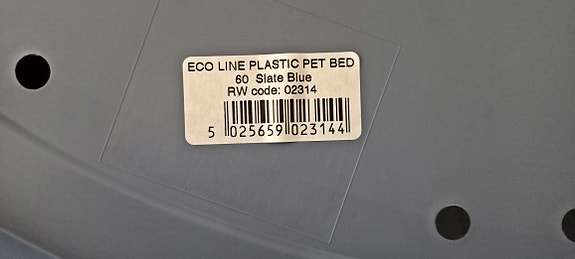 ECO LINE PLASTIC PET BED
60 Slate Blue
RW code: 02314
5 025659 023144